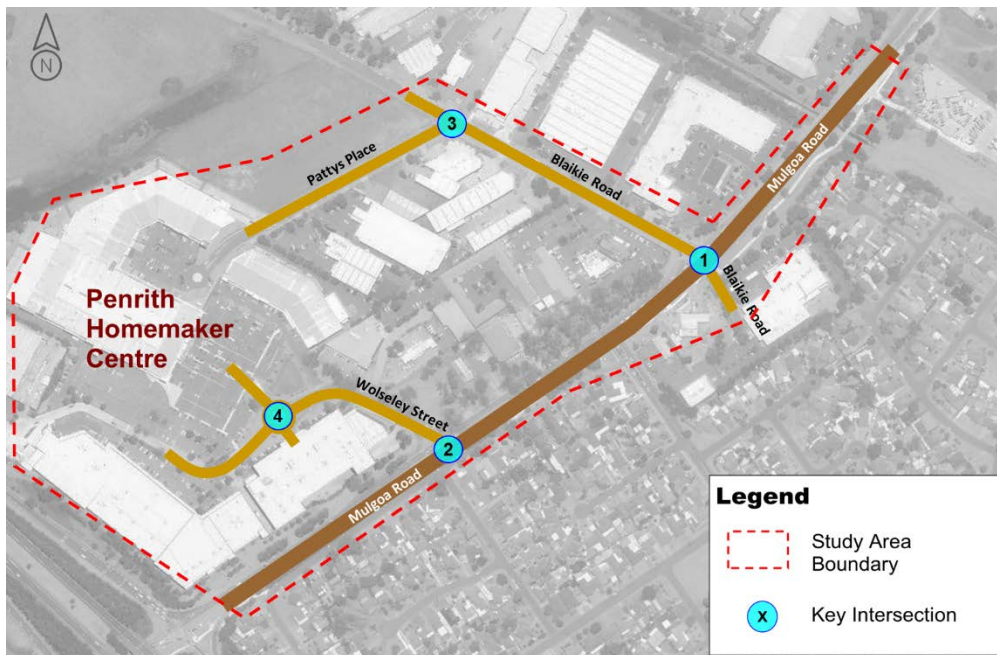 N
3
Pattys Place
Blaikie Road
Mulgoa Road
1
Blaikie Road
Penrith
Homemaker
Centre
Wolseley Street
4
2
Mulgoa Road
Legend
Study Area
Boundary
X
Key Intersection